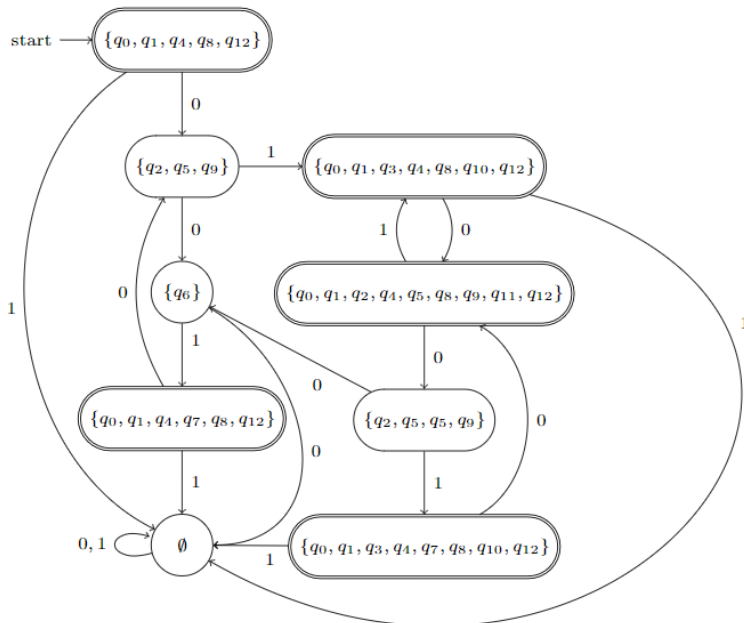 start
{q0, q1, q4, q8, q12}
0
{q2, q5, q9}
1
{q0, q1, q3, q4, q8, q10, q12}
0
1
0
1
0
{q6}
{q0, q1, q2, q4, q5, q8, q9, q11, q12}
1
1
0
0
1
{q0, q1, q4, q7, q8, q12}
{q2, q5, q5, q9}
0
1
0
1
0, 1
∅
1
{q0, q1, q3, q4, q7, q8, q10, q12}